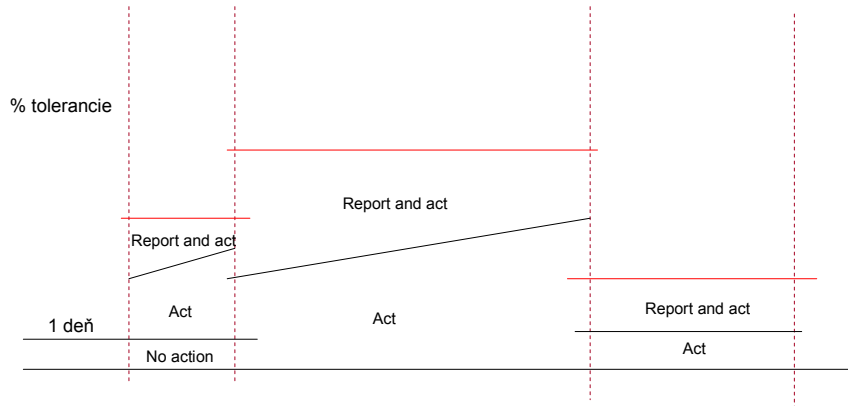 % tolerancie
Report and act
Report and act
Act
Act
Report and act
1 deň
No action
Act